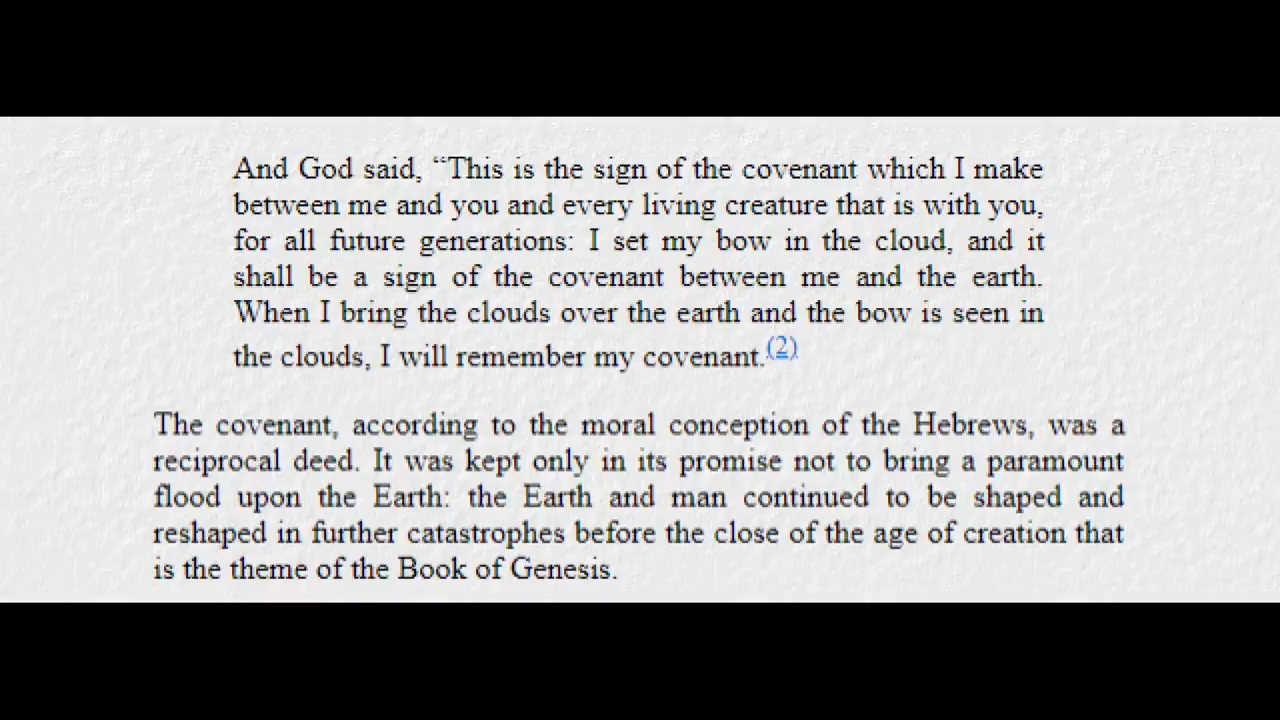 And God said, “This is the sign of the covenant which I make
between me and you and every living creature that is with you,
for all future generations: I set my bow in the cloud, and it
shall be a sign of the covenant between me and the earth.
When I bring the clouds over the earth and the bow is seen in
the clouds, I will remember my covenant.(2)
The covenant, according to the moral conception of the Hebrews, was a
reciprocal deed. It was kept only in its promise not to bring a paramount
flood upon the Earth: the Earth and man continued to be shaped and
reshaped in further catastrophes before the close of the age of creation that
is the theme of the Book of Genesis.